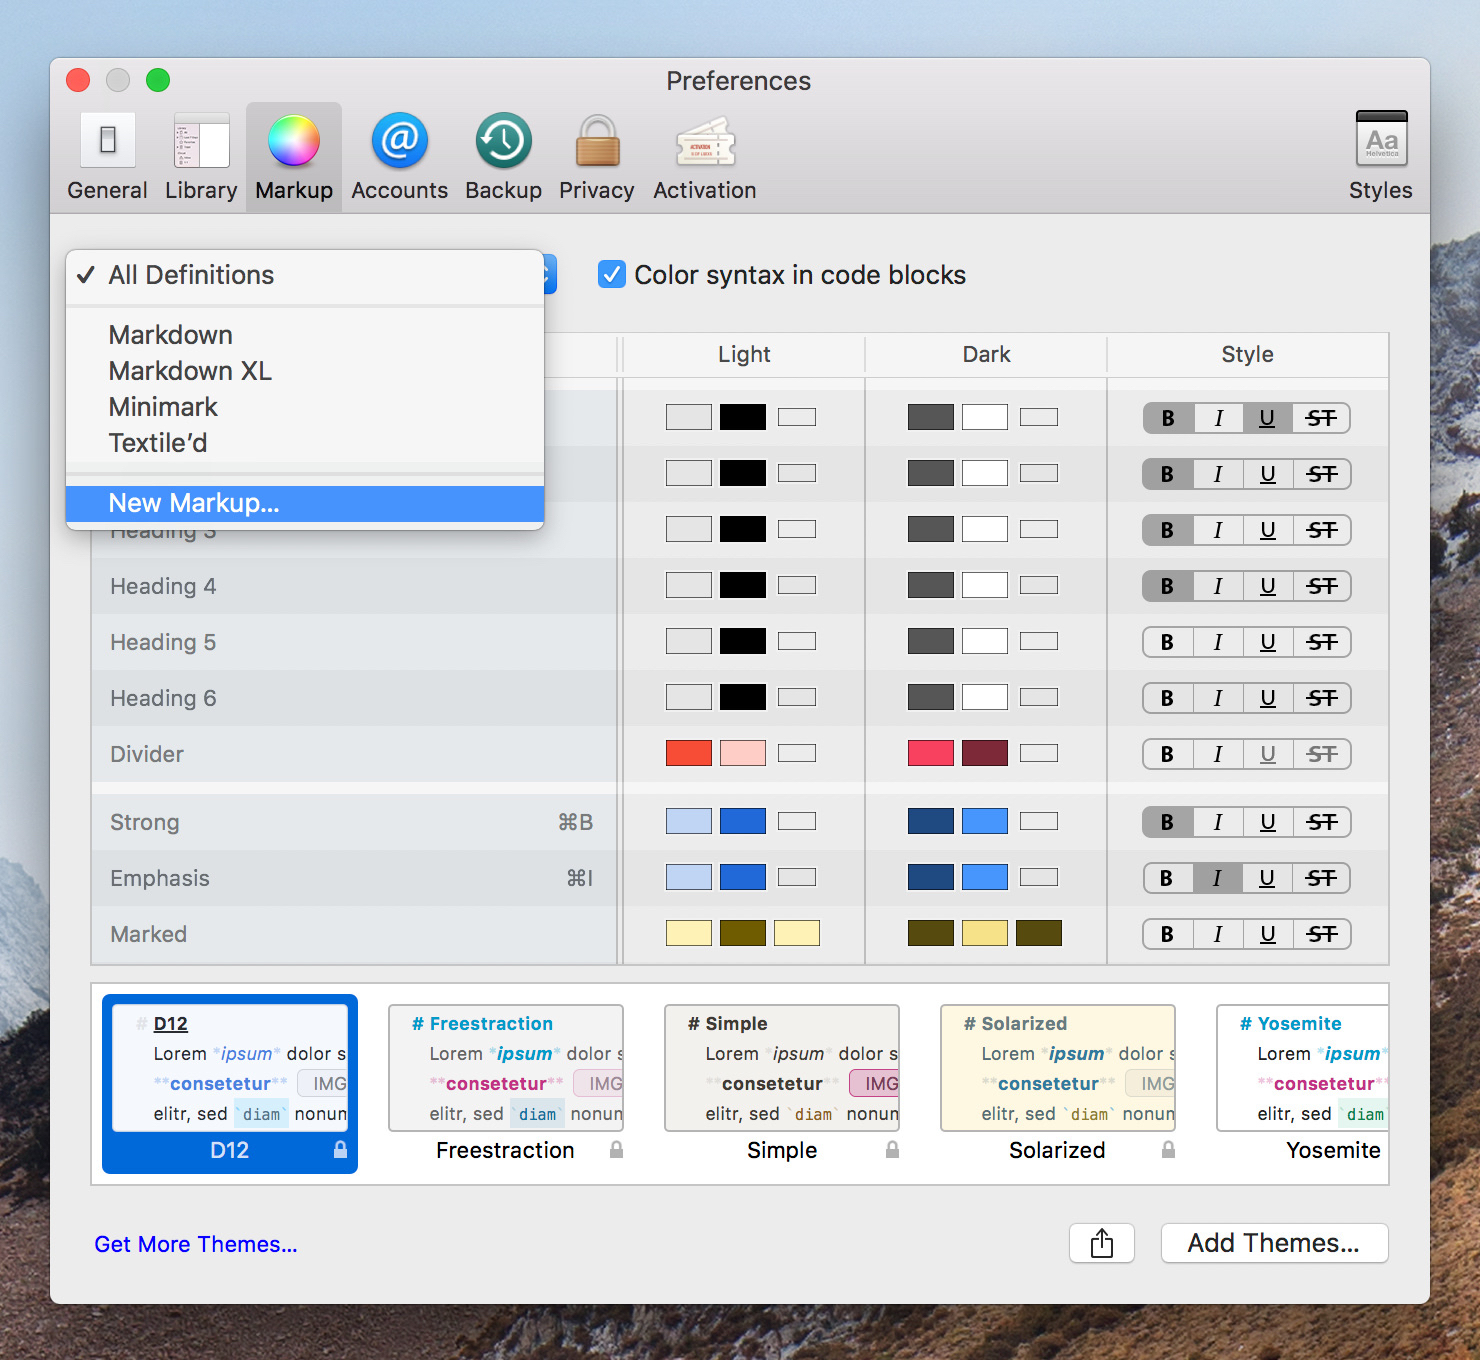 Preferences
General Library Markup Accounts Backup Privacy Activation Styles
Aa
Helvetica
✓ All Definitions
Color syntax in code blocks
Markdown
Markdown XL
Minimark
Textile’d
New Markup...
Light Dark Style
B I U ST
B I U ST
Heading 3 B I U ST
Heading 4 B I U ST
Heading 5 B I U ST
Heading 6 B I U ST
Divider B I U ST
Strong ⌘B B I U ST
Emphasis ⌘I B I U ST
Marked B I U ST
# D12
Lorem *ipsum* dolor s
**consetetur** IMG
elitr, sed `diam` nonun
D12
# Freestraction
Lorem *ipsum* dolor s
**consetetur** IMG
elitr, sed `diam` nonun
Freestraction
# Simple
Lorem *ipsum* dolor s
**consetetur** IMG
elitr, sed `diam` nonun
Simple
# Solarized
Lorem *ipsum* dolor s
**consetetur** IMG
elitr, sed `diam` nonun
Solarized
# Yosemite
Lorem *ipsum*
**consetetur**
elitr, sed `diam
Yosemite
Get More Themes...
Add Themes...